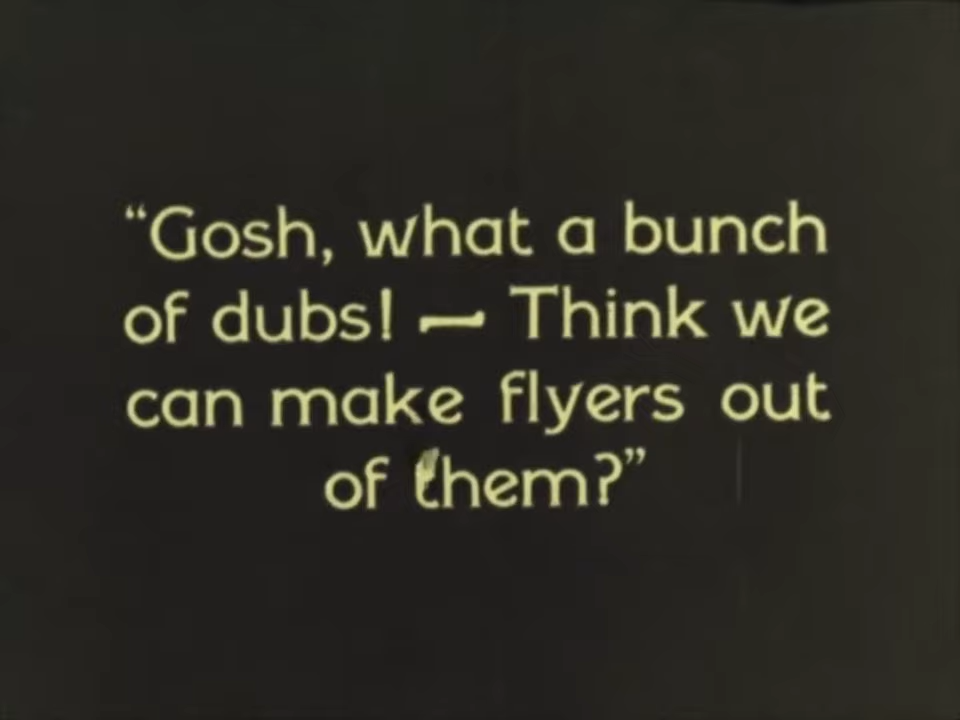 “Gosh, what a bunch
of dubs! — Think we
can make flyers out
of them?”